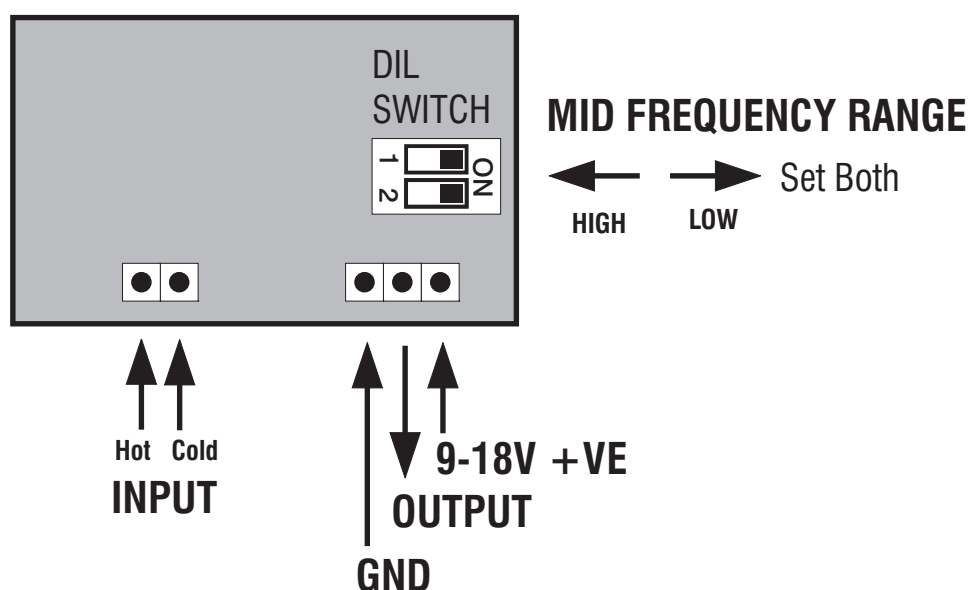 DIL
SWITCH
1
2
ON
MID FREQUENCY RANGE
Set Both
HIGH
LOW
Hot Cold
INPUT
9-18V +VE
OUTPUT
GND